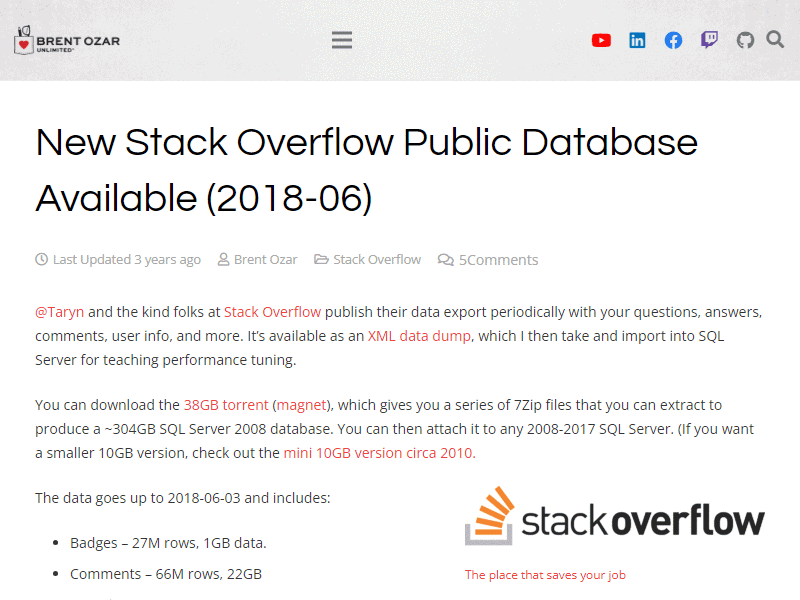 BRENT OZAR
UNLIMITED®
New Stack Overflow Public Database
Available (2018-06)
Last Updated 3 years ago Brent Ozar Stack Overflow 5Comments
@Taryn and the kind folks at Stack Overflow publish their data export periodically with your questions, answers,
comments, user info, and more. It’s available as an XML data dump, which I then take and import into SQL
Server for teaching performance tuning.
You can download the 38GB torrent (magnet), which gives you a series of 7Zip files that you can extract to
produce a ~304GB SQL Server 2008 database. You can then attach it to any 2008-2017 SQL Server. (If you want
a smaller 10GB version, check out the mini 10GB version circa 2010.
The data goes up to 2018-06-03 and includes:
Badges – 27M rows, 1GB data.
Comments – 66M rows, 22GB
stackoverflow
The place that saves your job